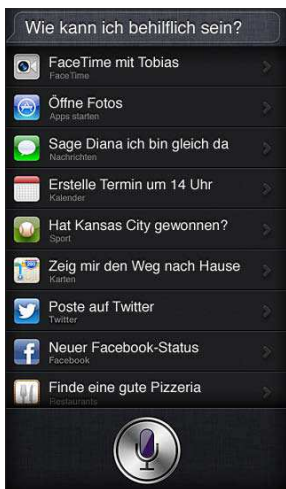 Wie kann ich behilflich sein?
FaceTime mit Tobias
FaceTime
Öffne Fotos
Apps starten
Sage Diana ich bin gleich da
Nachrichten
Erstelle Termin um 14 Uhr
Kalender
Hat Kansas City gewonnen?
Sport
Zeig mir den Weg nach Hause
Karten
Poste auf Twitter
Twitter
Neuer Facebook-Status
Facebook
Finde eine gute Pizzeria
Restaurants